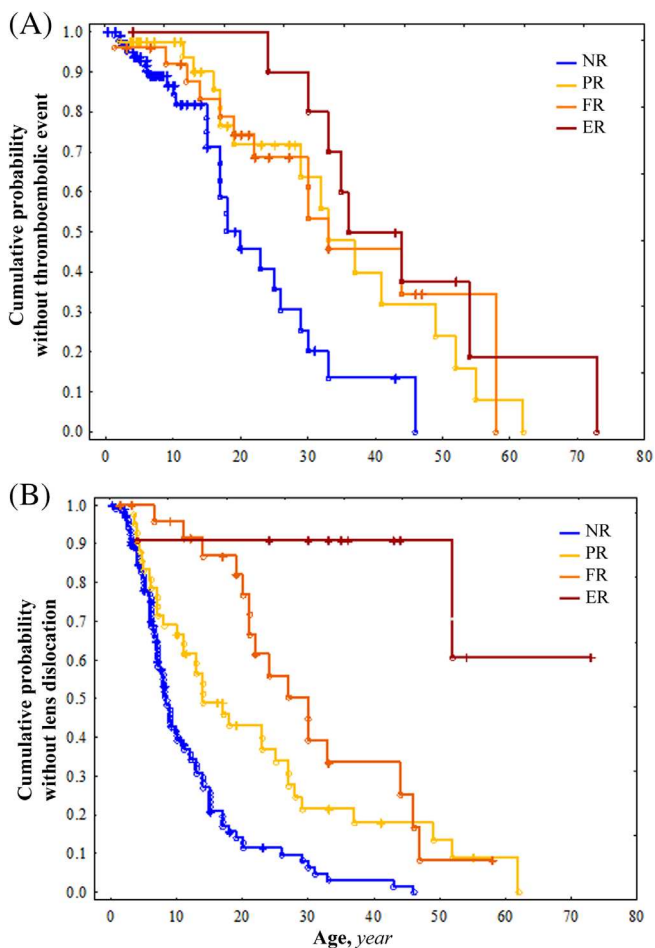 (A)
Cumulative probability
without thromboembolic event
1.0
0.9
0.8
0.7
0.6
0.5
0.4
0.3
0.2
0.1
0.0
NR
PR
FR
ER
0 10 20 30 40 50 60 70 80
(B)
Cumulative probability
without lens dislocation
1.0
0.9
0.8
0.7
0.6
0.5
0.4
0.3
0.2
0.1
0.0
NR
PR
FR
ER
0 10 20 30 40 50 60 70 80
Age, year